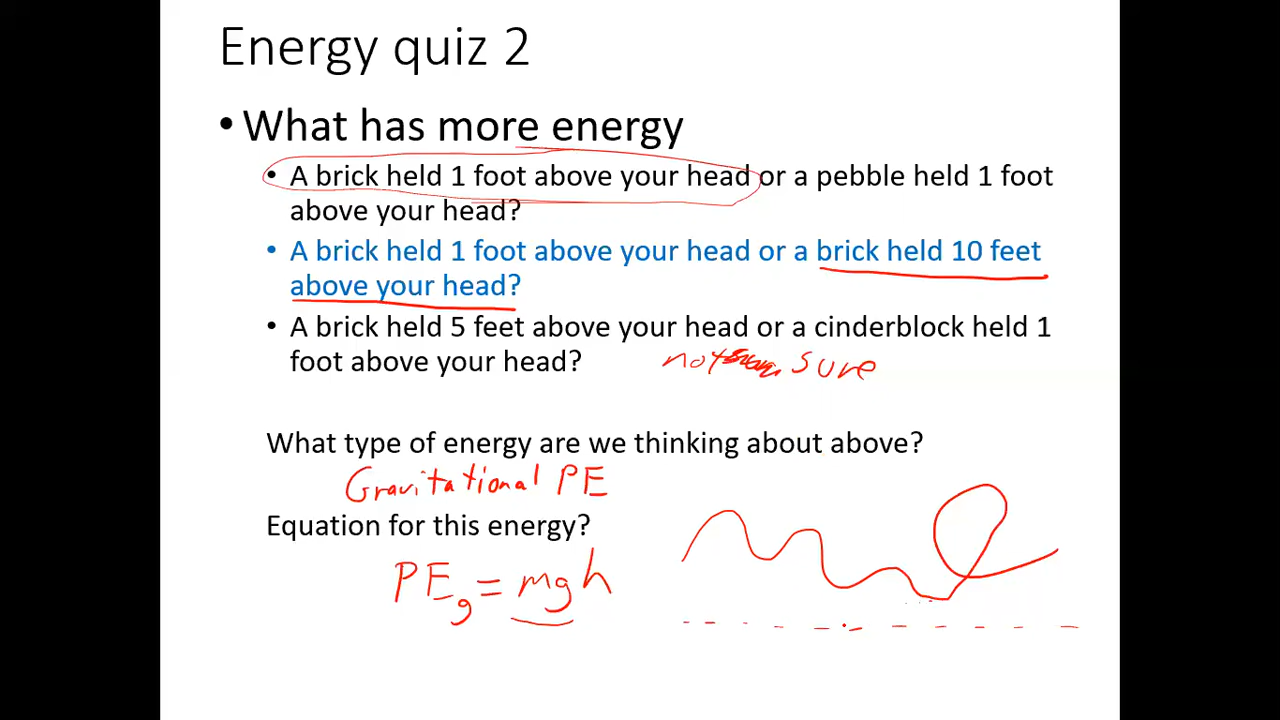 Energy quiz 2
• What has more energy
• A brick held 1 foot above your head or a pebble held 1 foot
above your head?
• A brick held 1 foot above your head or a brick held 10 feet
above your head?
• A brick held 5 feet above your head or a cinderblock held 1
foot above your head?
not sure
What type of energy are we thinking about above?
Gravitational PE
Equation for this energy?
PEg = mgh